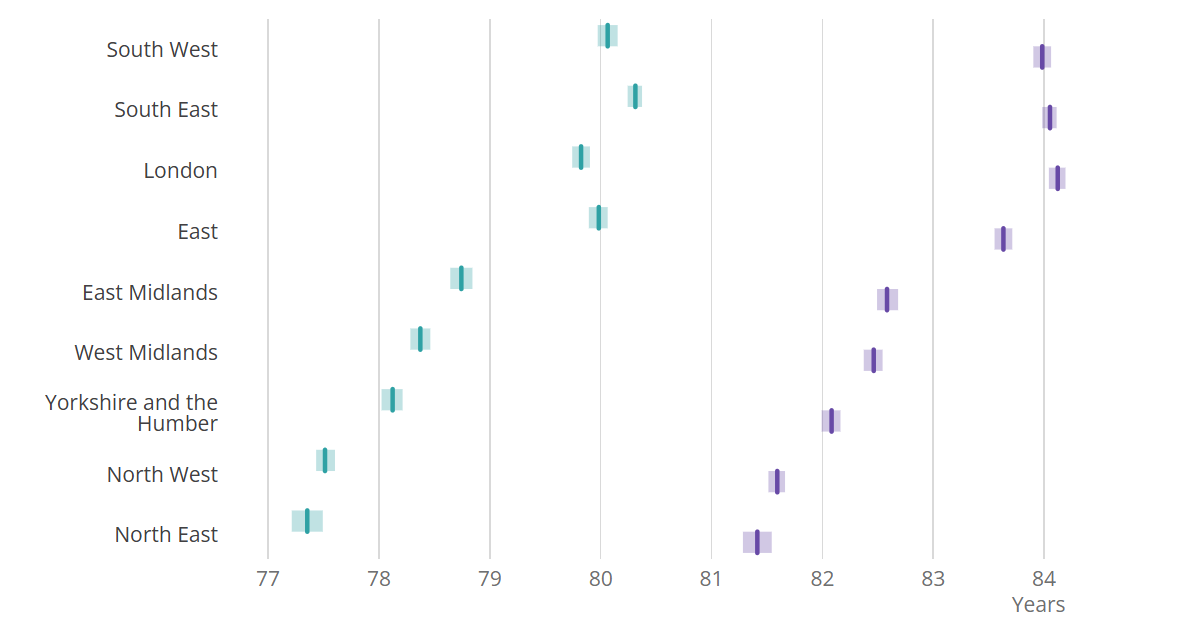 South West
South East
London
East
East Midlands
West Midlands
Yorkshire and the
Humber
North West
North East
77 78 79 80 81 82 83 84
Years